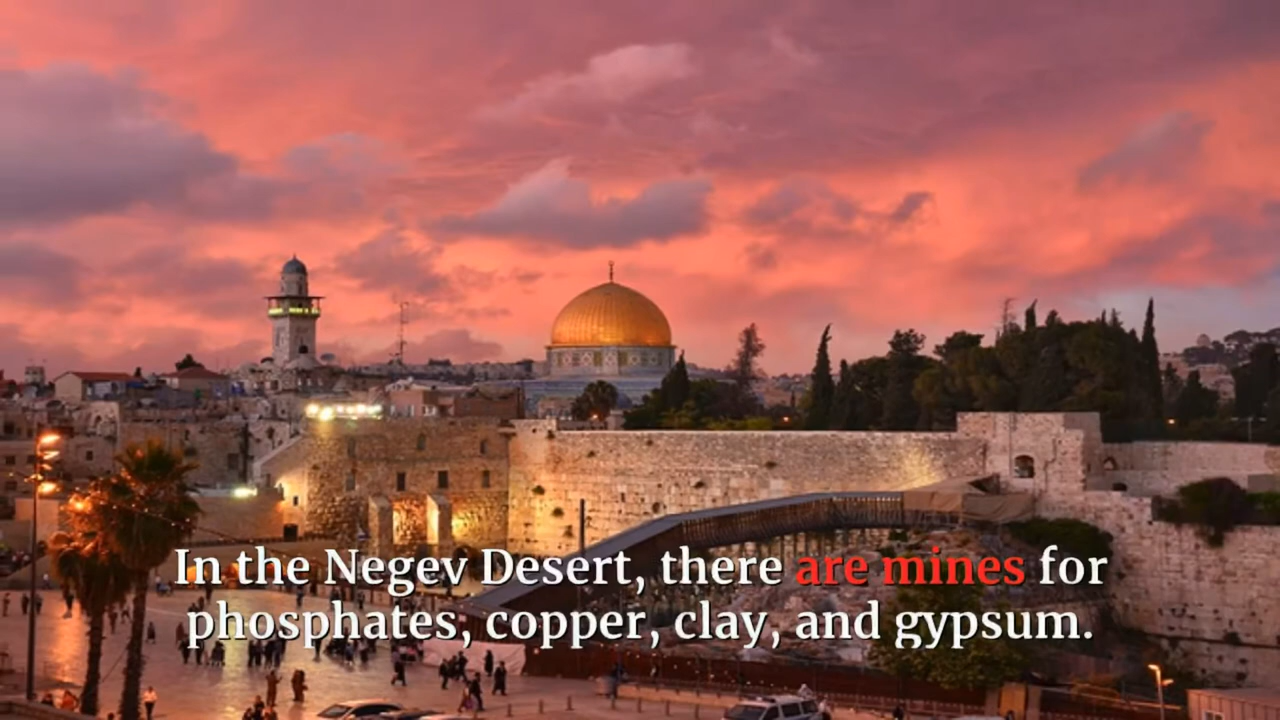 In the Negev Desert, there are mines for
phosphates, copper, clay, and gypsum.